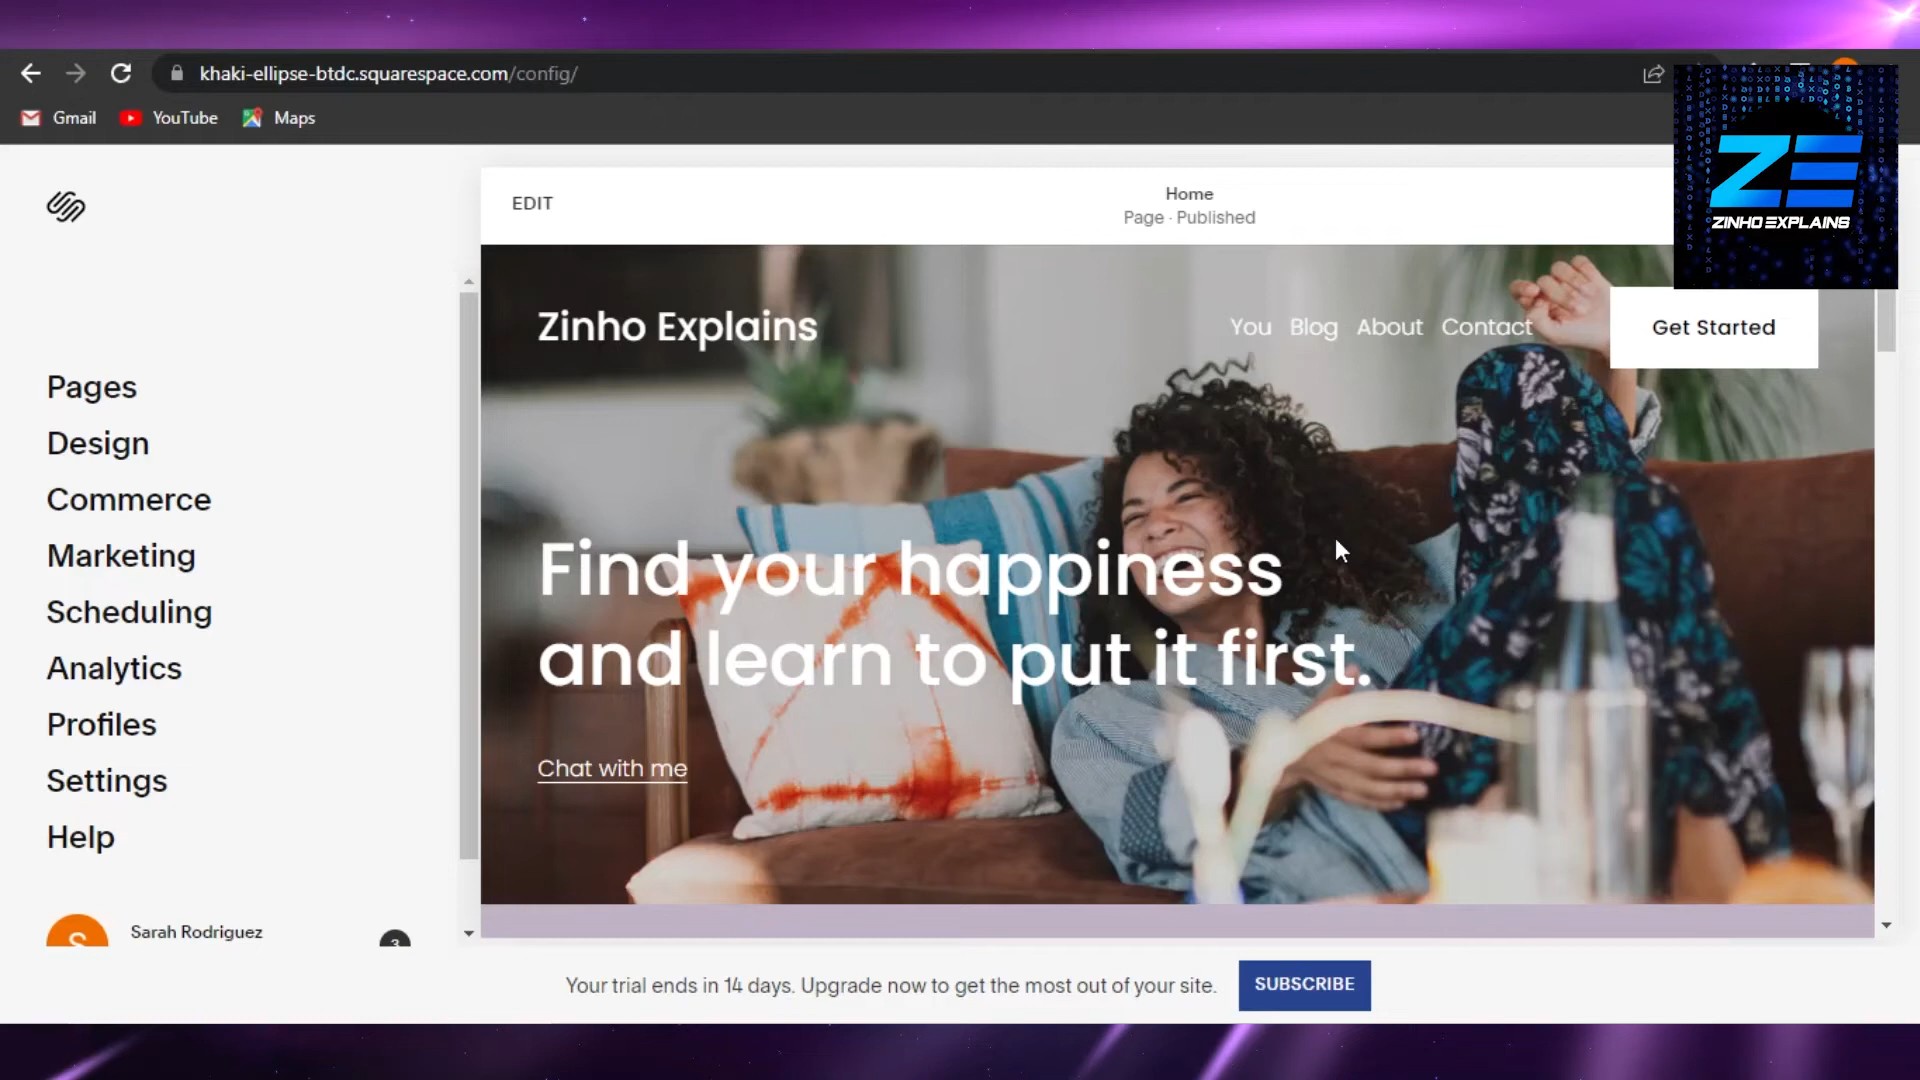 khaki-ellipse-btdc.squarespace.com/config/
Gmail
YouTube
Maps
ZE
ZINHO EXPLAINS
EDIT
Home
Page · Published
Zinho Explains
You
Blog
About
Contact
Get Started
Pages
Design
Commerce
Marketing
Scheduling
Analytics
Profiles
Settings
Help
Find your happiness
and learn to put it first.
Chat with me
S
Sarah Rodriguez
3
Your trial ends in 14 days. Upgrade now to get the most out of your site.
SUBSCRIBE